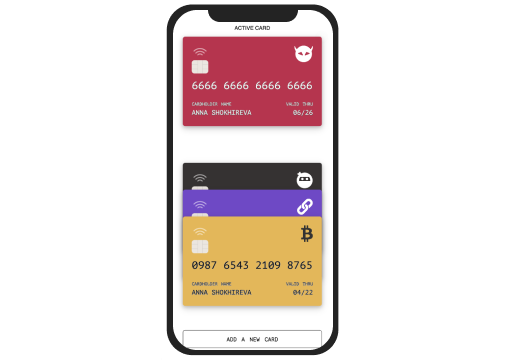 ACTIVE CARD
6666 6666 6666 6666
CARDHOLDER NAME VALID THRU
ANNA SHOKHIREVA 06/26
0987 6543 2109 8765
CARDHOLDER NAME VALID THRU
ANNA SHOKHIREVA 04/22
ADD A NEW CARD